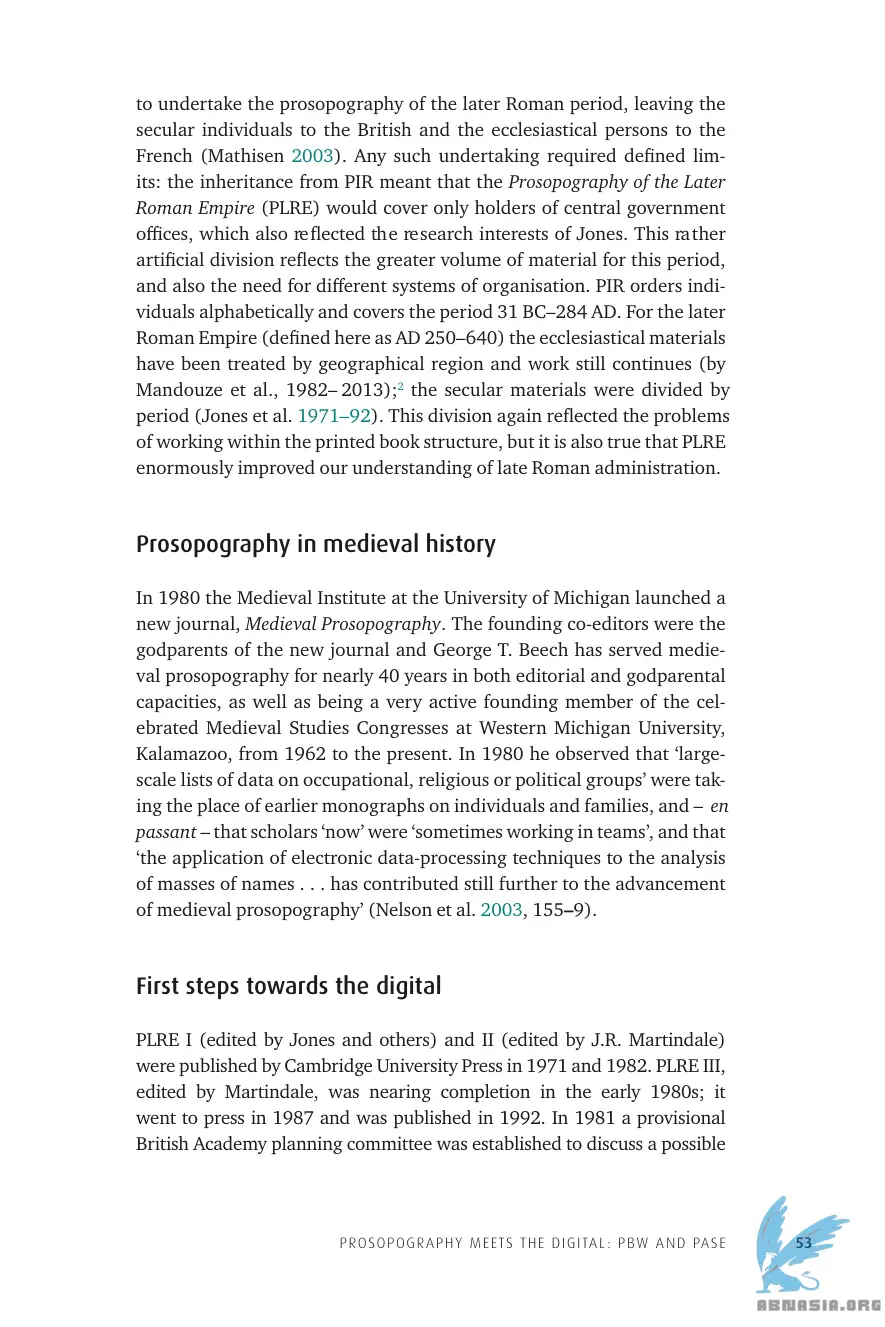 to undertake the prosopography of the later Roman period, leaving the
secular individuals to the British and the ecclesiastical persons to the
French (Mathisen 2003). Any such undertaking required defined lim-
its: the inheritance from PIR meant that the Prosopography of the Later
Roman Empire (PLRE) would cover only holders of central government
offices, which also reflected the research interests of Jones. This rather
artificial division reflects the greater volume of material for this period,
and also the need for different systems of organisation. PIR orders indi-
viduals alphabetically and covers the period 31 BC–284 AD. For the later
Roman Empire (defined here as AD 250–640) the ecclesiastical materials
have been treated by geographical region and work still continues (by
Mandouze et al., 1982– 2013);² the secular materials were divided by
period (Jones et al. 1971–92). This division again reflected the problems
of working within the printed book structure, but it is also true that PLRE
enormously improved our understanding of late Roman administration.
Prosopography in medieval history
In 1980 the Medieval Institute at the University of Michigan launched a
new journal, Medieval Prosopography. The founding co-editors were the
godparents of the new journal and George T. Beech has served medie-
val prosopography for nearly 40 years in both editorial and godparental
capacities, as well as being a very active founding member of the cel-
ebrated Medieval Studies Congresses at Western Michigan University,
Kalamazoo, from 1962 to the present. In 1980 he observed that ‘large-
scale lists of data on occupational, religious or political groups’ were tak-
ing the place of earlier monographs on individuals and families, and – en
passant – that scholars ‘now’ were ‘sometimes working in teams’, and that
‘the application of electronic data-processing techniques to the analysis
of masses of names . . . has contributed still further to the advancement
of medieval prosopography’ (Nelson et al. 2003, 155–9).
First steps towards the digital
PLRE I (edited by Jones and others) and II (edited by J.R. Martindale)
were published by Cambridge University Press in 1971 and 1982. PLRE III,
edited by Martindale, was nearing completion in the early 1980s; it
went to press in 1987 and was published in 1992. In 1981 a provisional
British Academy planning committee was established to discuss a possible
PROSOPOGRAPHY MEETS THE DIGITAL: PBW AND PASE 53
ABNASIA.ORG